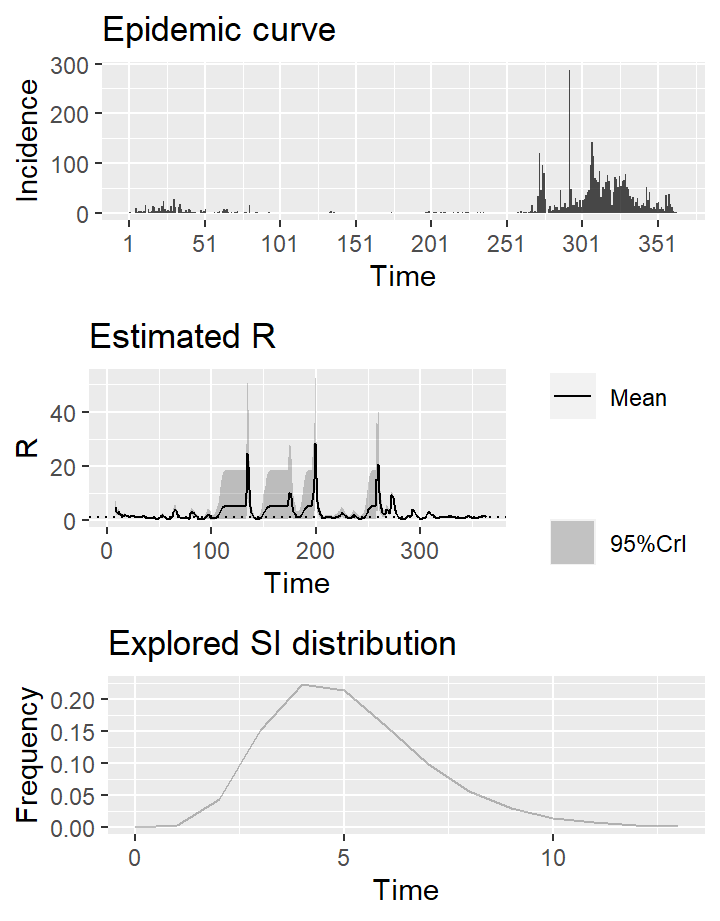 Epidemic curve
300
200
100
0
Incidence
1 51 101 151 201 251 301 351
Time
Estimated R
40
20
0
R
0 100 200 300
Time
Mean
95%CrI
Explored SI distribution
0.20
0.15
0.10
0.05
0.00
Frequency
0 5 10
Time